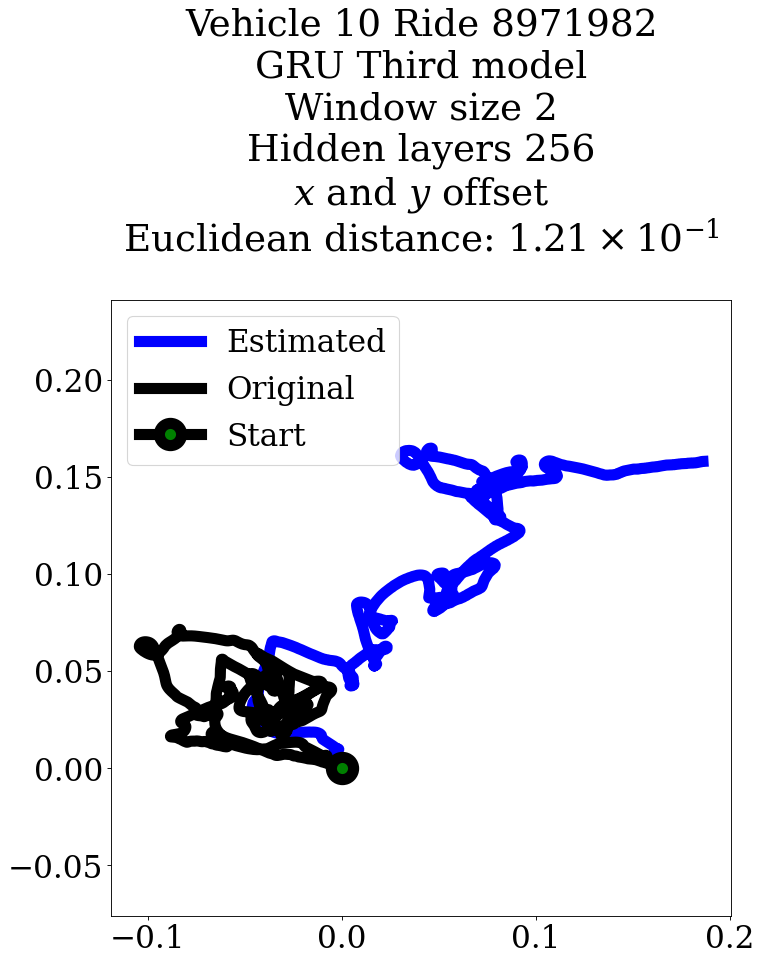 Vehicle 10 Ride 8971982
GRU Third model
Window size 2
Hidden layers 256
x and y offset
Euclidean distance: 1.21 × 10⁻¹
Estimated
Original
Start
0.20
0.15
0.10
0.05
0.00
−0.05
−0.1 0.0 0.1 0.2